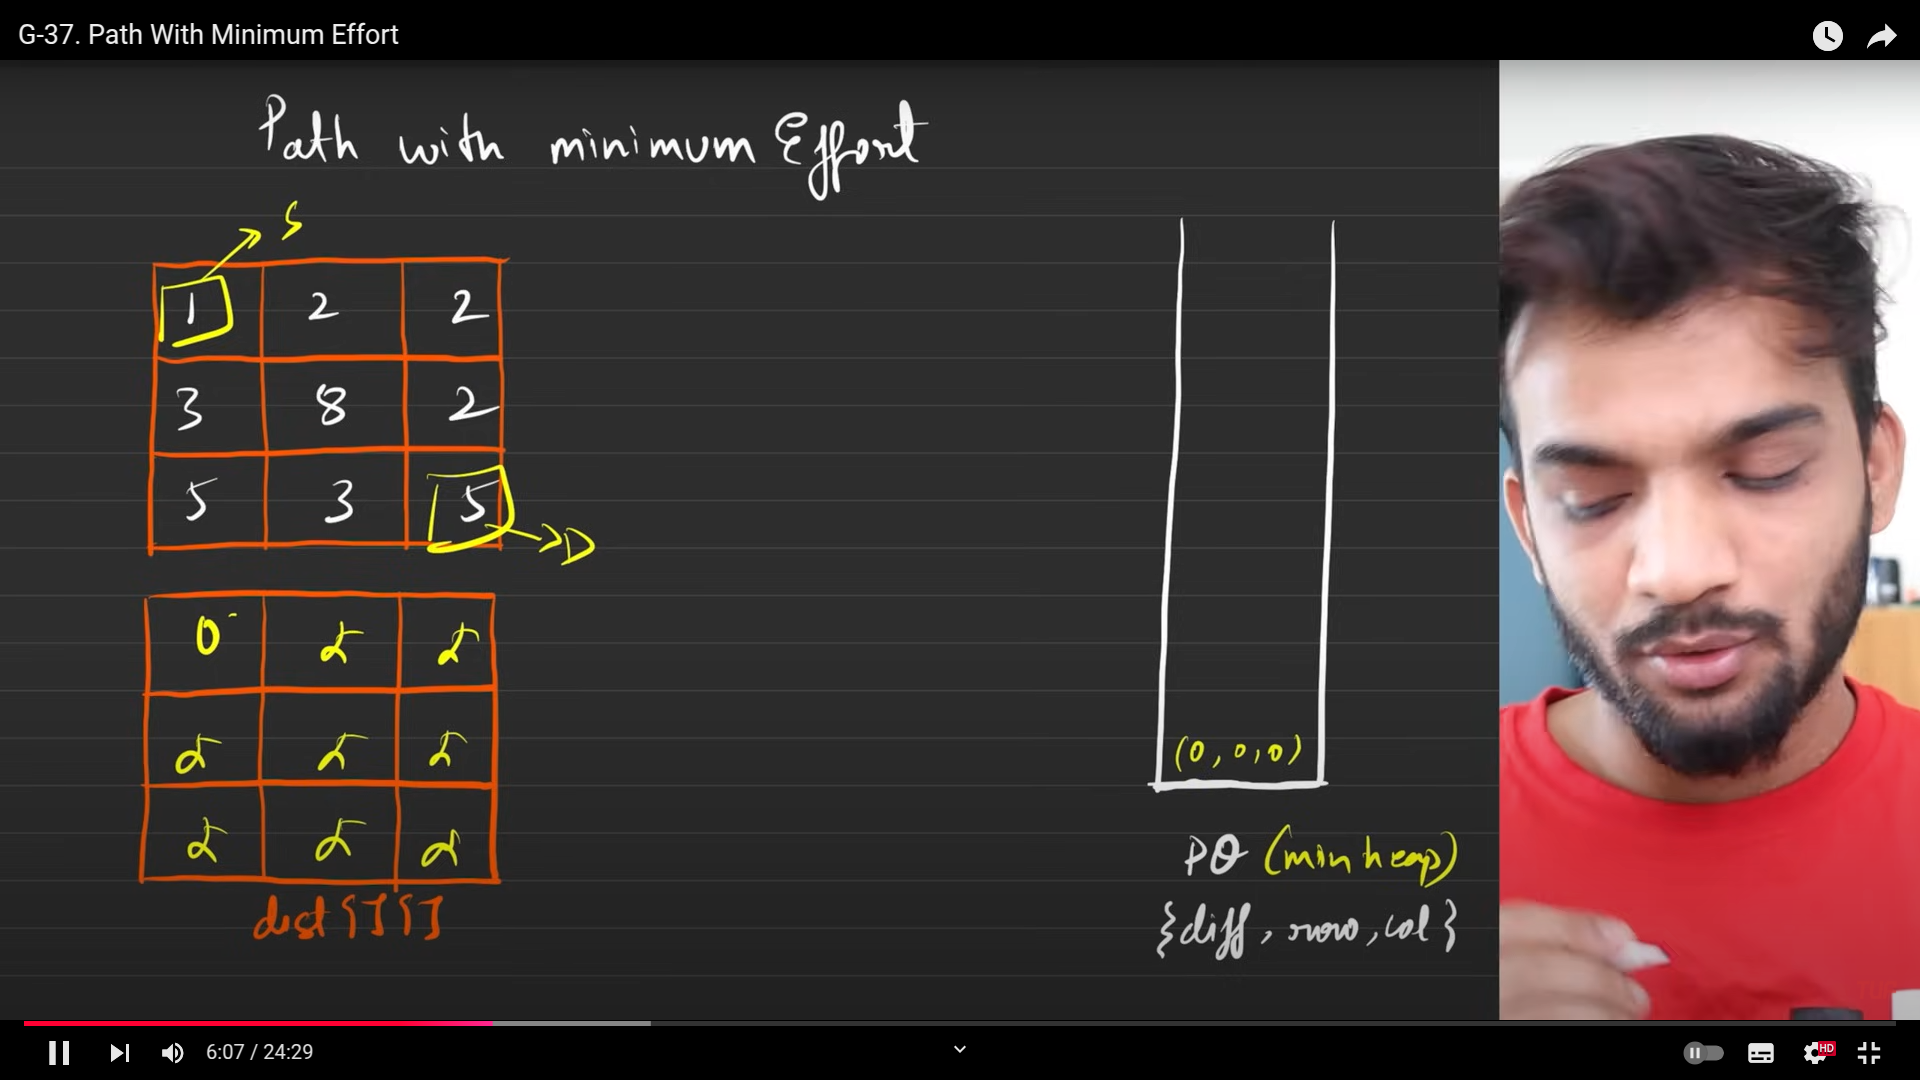 G-37. Path With Minimum Effort
Path with minimum Effort
S
1 2 2
3 8 2
5 3 5
D
0 ∝ ∝
∝ ∝ ∝
∝ ∝ ∝
dist[][]
(0,0,0)
PQ (min heap)
{diff, row, col}
6:07 / 24:29
HD